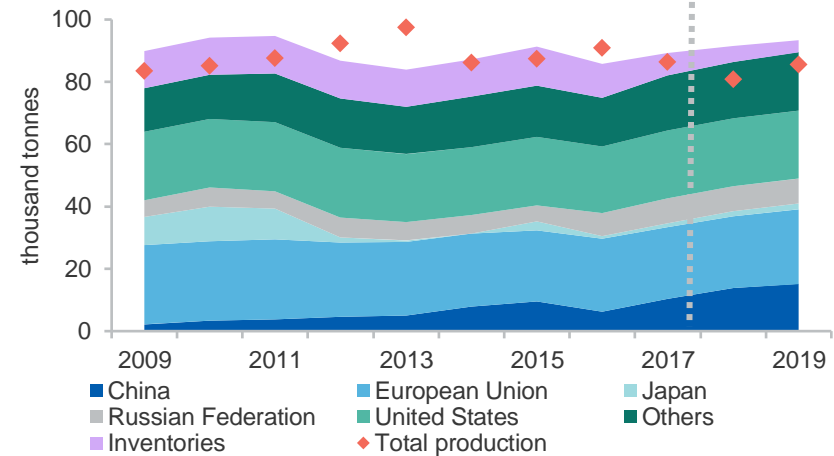 thousand tonnes
100
80
60
40
20
0
2009 2011 2013 2015 2017 2019
China European Union Japan
Russian Federation United States Others
Inventories Total production